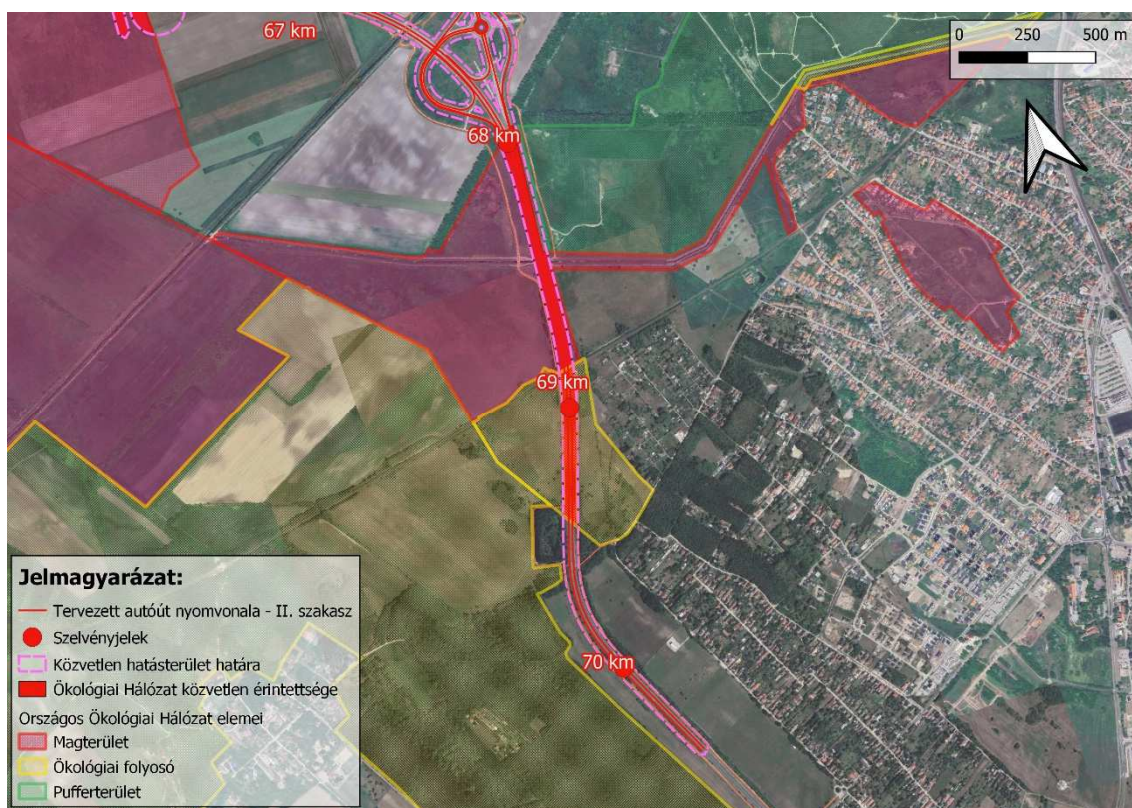 67 km
0 250 500 m
68 km
69 km
70 km
Jelmagyarázat:
Tervezett autóút nyomvonala - II. szakasz
Szelvényjelek
Közvetlen hatásterület határa
Ökológiai Hálózat közvetlen érintettsége
Országos Ökológiai Hálózat elemei
Magterület
Ökológiai folyosó
Puffterület